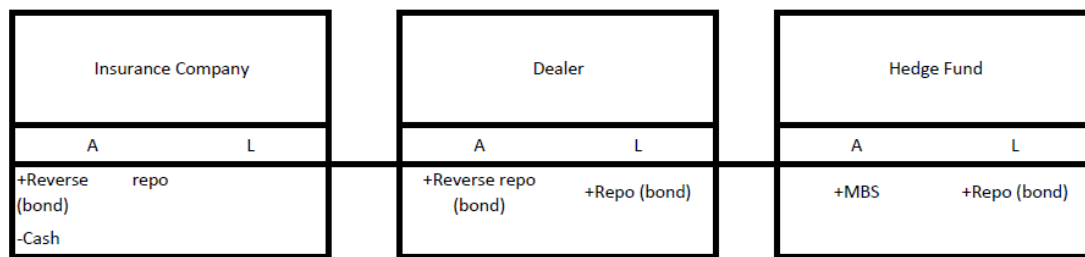 Insurance Company
Dealer
Hedge Fund
A L
A L
A L
+Reverse repo
(bond)
-Cash
+Reverse repo
(bond)
+Repo (bond)
+MBS
+Repo (bond)